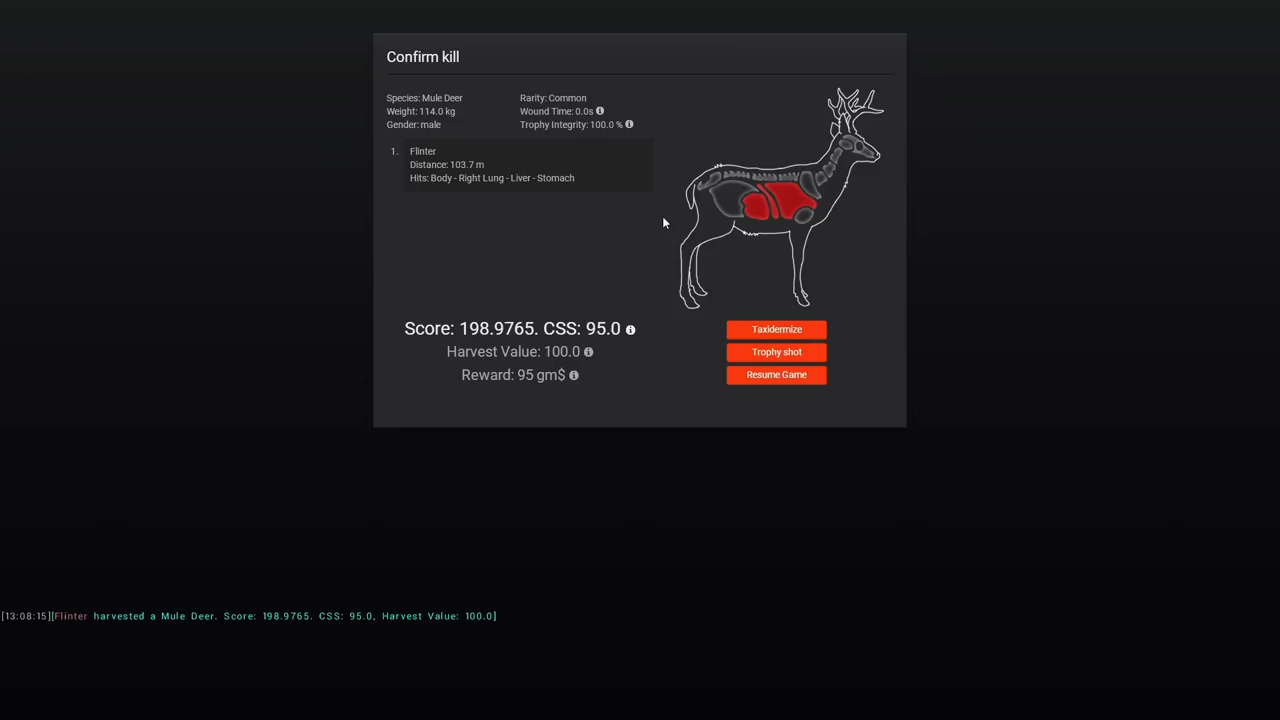 Confirm kill
Species: Mule Deer
Rarity: Common
Weight: 114.0 kg
Wound Time: 0.0s
Gender: male
Trophy Integrity: 100.0 %
1. Flinter
Distance: 103.7 m
Hits: Body - Right Lung - Liver - Stomach
Score: 198.9765. CSS: 95.0
Harvest Value: 100.0
Reward: 95 gm$
Taxidermize
Trophy shot
Resume Game
[13:08:15][Flinter harvested a Mule Deer. Score: 198.9765. CSS: 95.0, Harvest Value: 100.0]